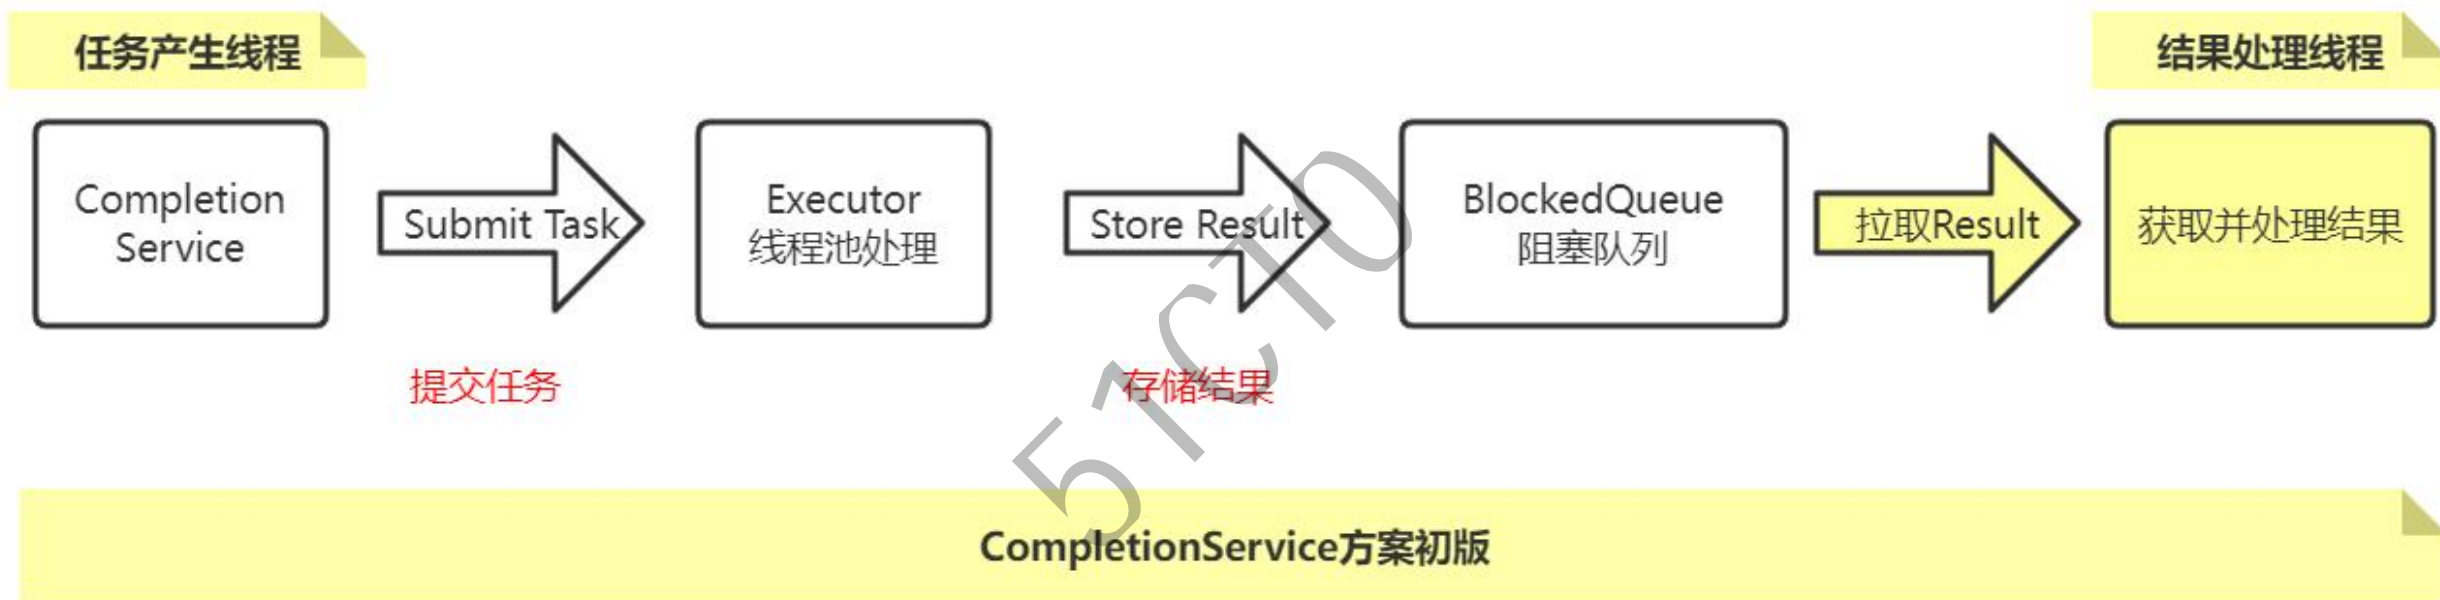 任务产生线程
结果处理线程
Completion
Service
Submit Task
Executor
线程池处理
Store Result
BlockedQueue
阻塞队列
拉取Result
获取并处理结果
提交任务
存储结果
51CTO
CompletionService方案初版